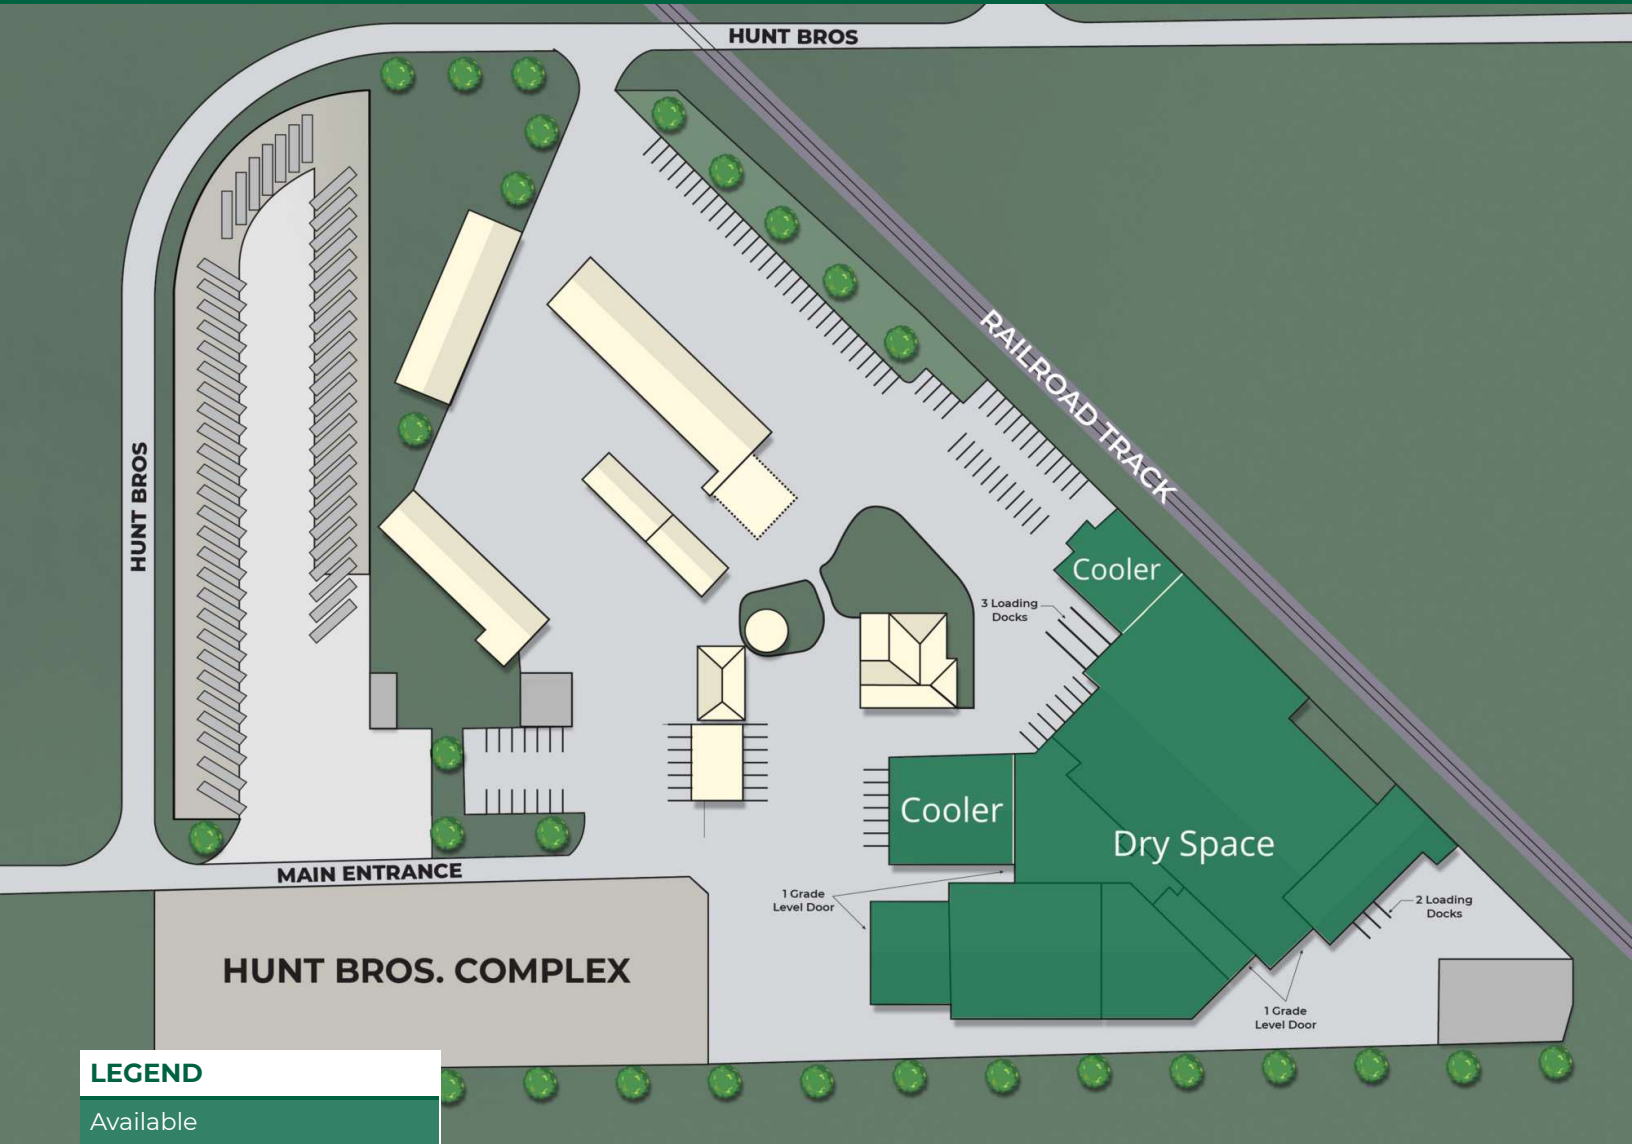 HUNT BROS
RAILROAD TRACK
HUNT BROS
Cooler
3 Loading
Docks
Cooler
Dry Space
MAIN ENTRANCE
1 Grade
Level Door
2 Loading
Docks
HUNT BROS. COMPLEX
1 Grade
Level Door
LEGEND
Available